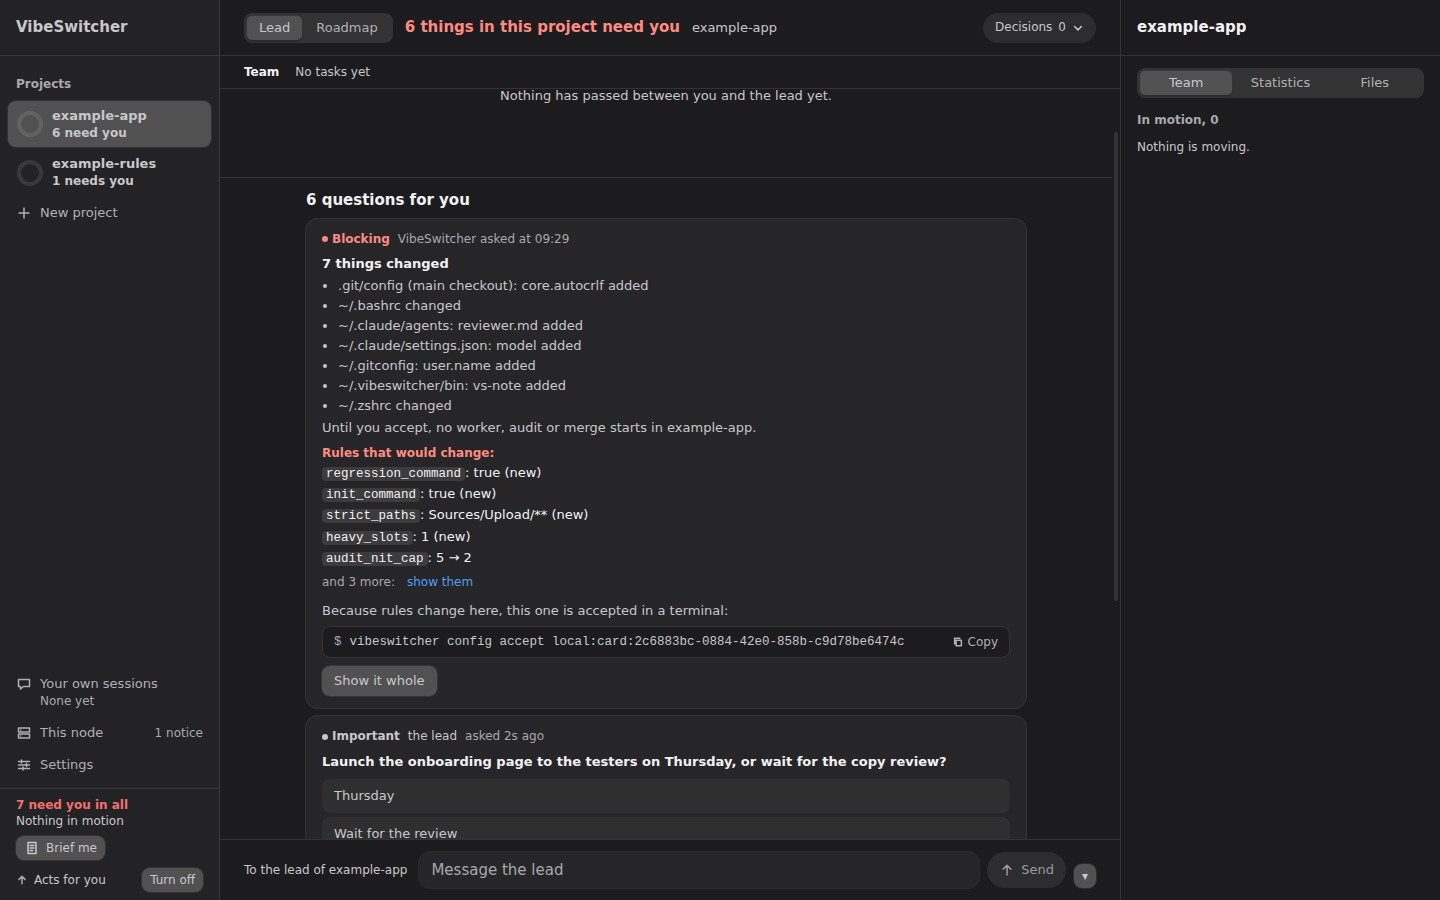 VibeSwitcher
Projects
example-app
6 need you
example-rules
1 needs you
New project
Your own sessions
None yet
This node
1 notice
Settings
7 need you in all
Nothing in motion
Brief me
Acts for you
Turn off
Lead
Roadmap
6 things in this project need you
example-app
Decisions 0
Team
No tasks yet
Nothing has passed between you and the lead yet.
6 questions for you
Blocking VibeSwitcher asked at 09:29
7 things changed
• .git/config (main checkout): core.autocrlf added
• ~/.bashrc changed
• ~/.claude/agents: reviewer.md added
• ~/.claude/settings.json: model added
• ~/.gitconfig: user.name added
• ~/.vibeswitcher/bin: vs-note added
• ~/.zshrc changed
Until you accept, no worker, audit or merge starts in example-app.
Rules that would change:
regression_command: true (new)
init_command: true (new)
strict_paths: Sources/Upload/** (new)
heavy_slots: 1 (new)
audit_nit_cap: 5 → 2
and 3 more: show them
Because rules change here, this one is accepted in a terminal:
$ vibeswitcher config accept local:card:2c6883bc-0884-42e0-858b-c9d78be6474c
Copy
Show it whole
Important the lead asked 2s ago
Launch the onboarding page to the testers on Thursday, or wait for the copy review?
Thursday
Wait for the review
To the lead of example-app
Message the lead
Send
example-app
Team
Statistics
Files
In motion, 0
Nothing is moving.